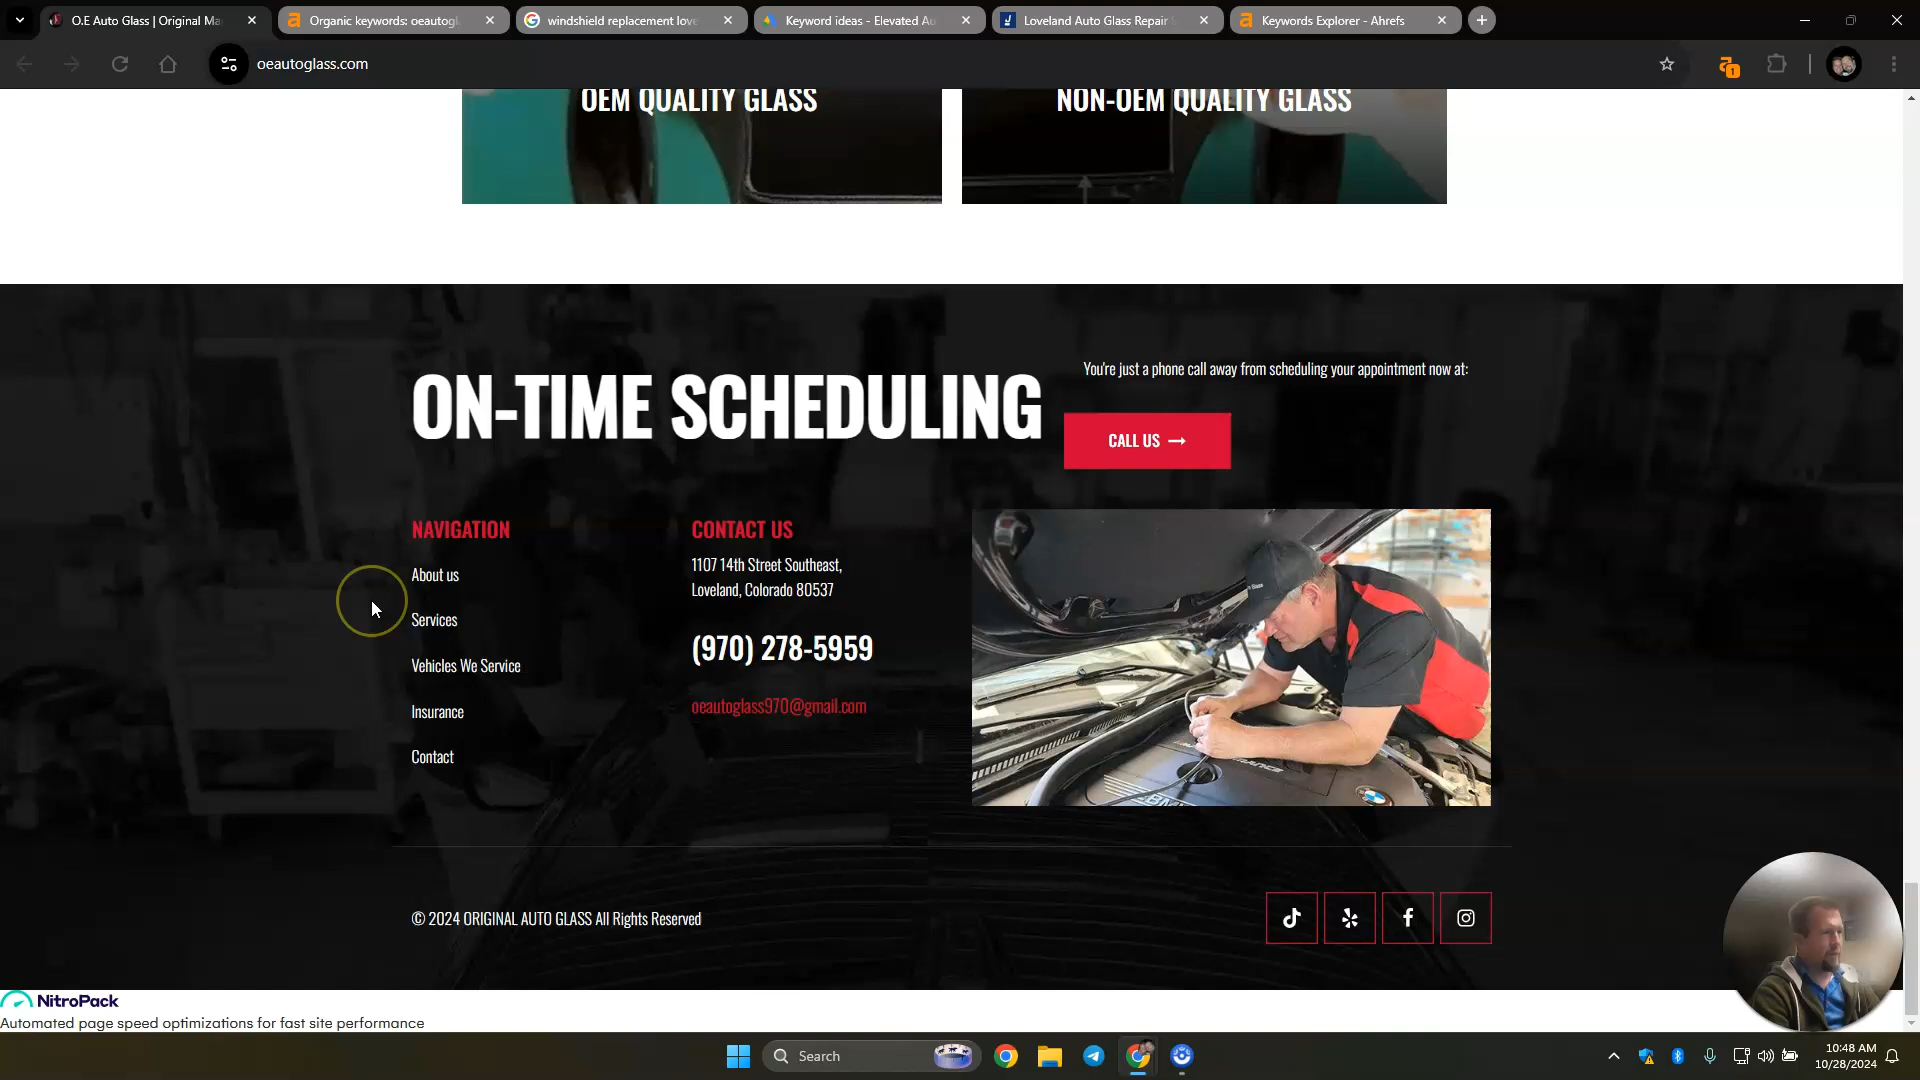 O.E Auto Glass | Original Ma
Organic keywords: oeautogl
windshield replacement love
Keyword ideas - Elevated Au
Loveland Auto Glass Repair
Keywords Explorer - Ahrefs
oeautoglass.com
1
OEM QUALITY GLASS
NON-OEM QUALITY GLASS
ON-TIME SCHEDULING
You're just a phone call away from scheduling your appointment now at:
CALL US →
NAVIGATION
About us
Services
Vehicles We Service
Insurance
Contact
CONTACT US
1107 14th Street Southeast,
Loveland, Colorado 80537
(970) 278-5959
oeautoglass970@gmail.com
© 2024 ORIGINAL AUTO GLASS All Rights Reserved
NitroPack
Automated page speed optimizations for fast site performance
Search
10:48 AM
10/28/2024